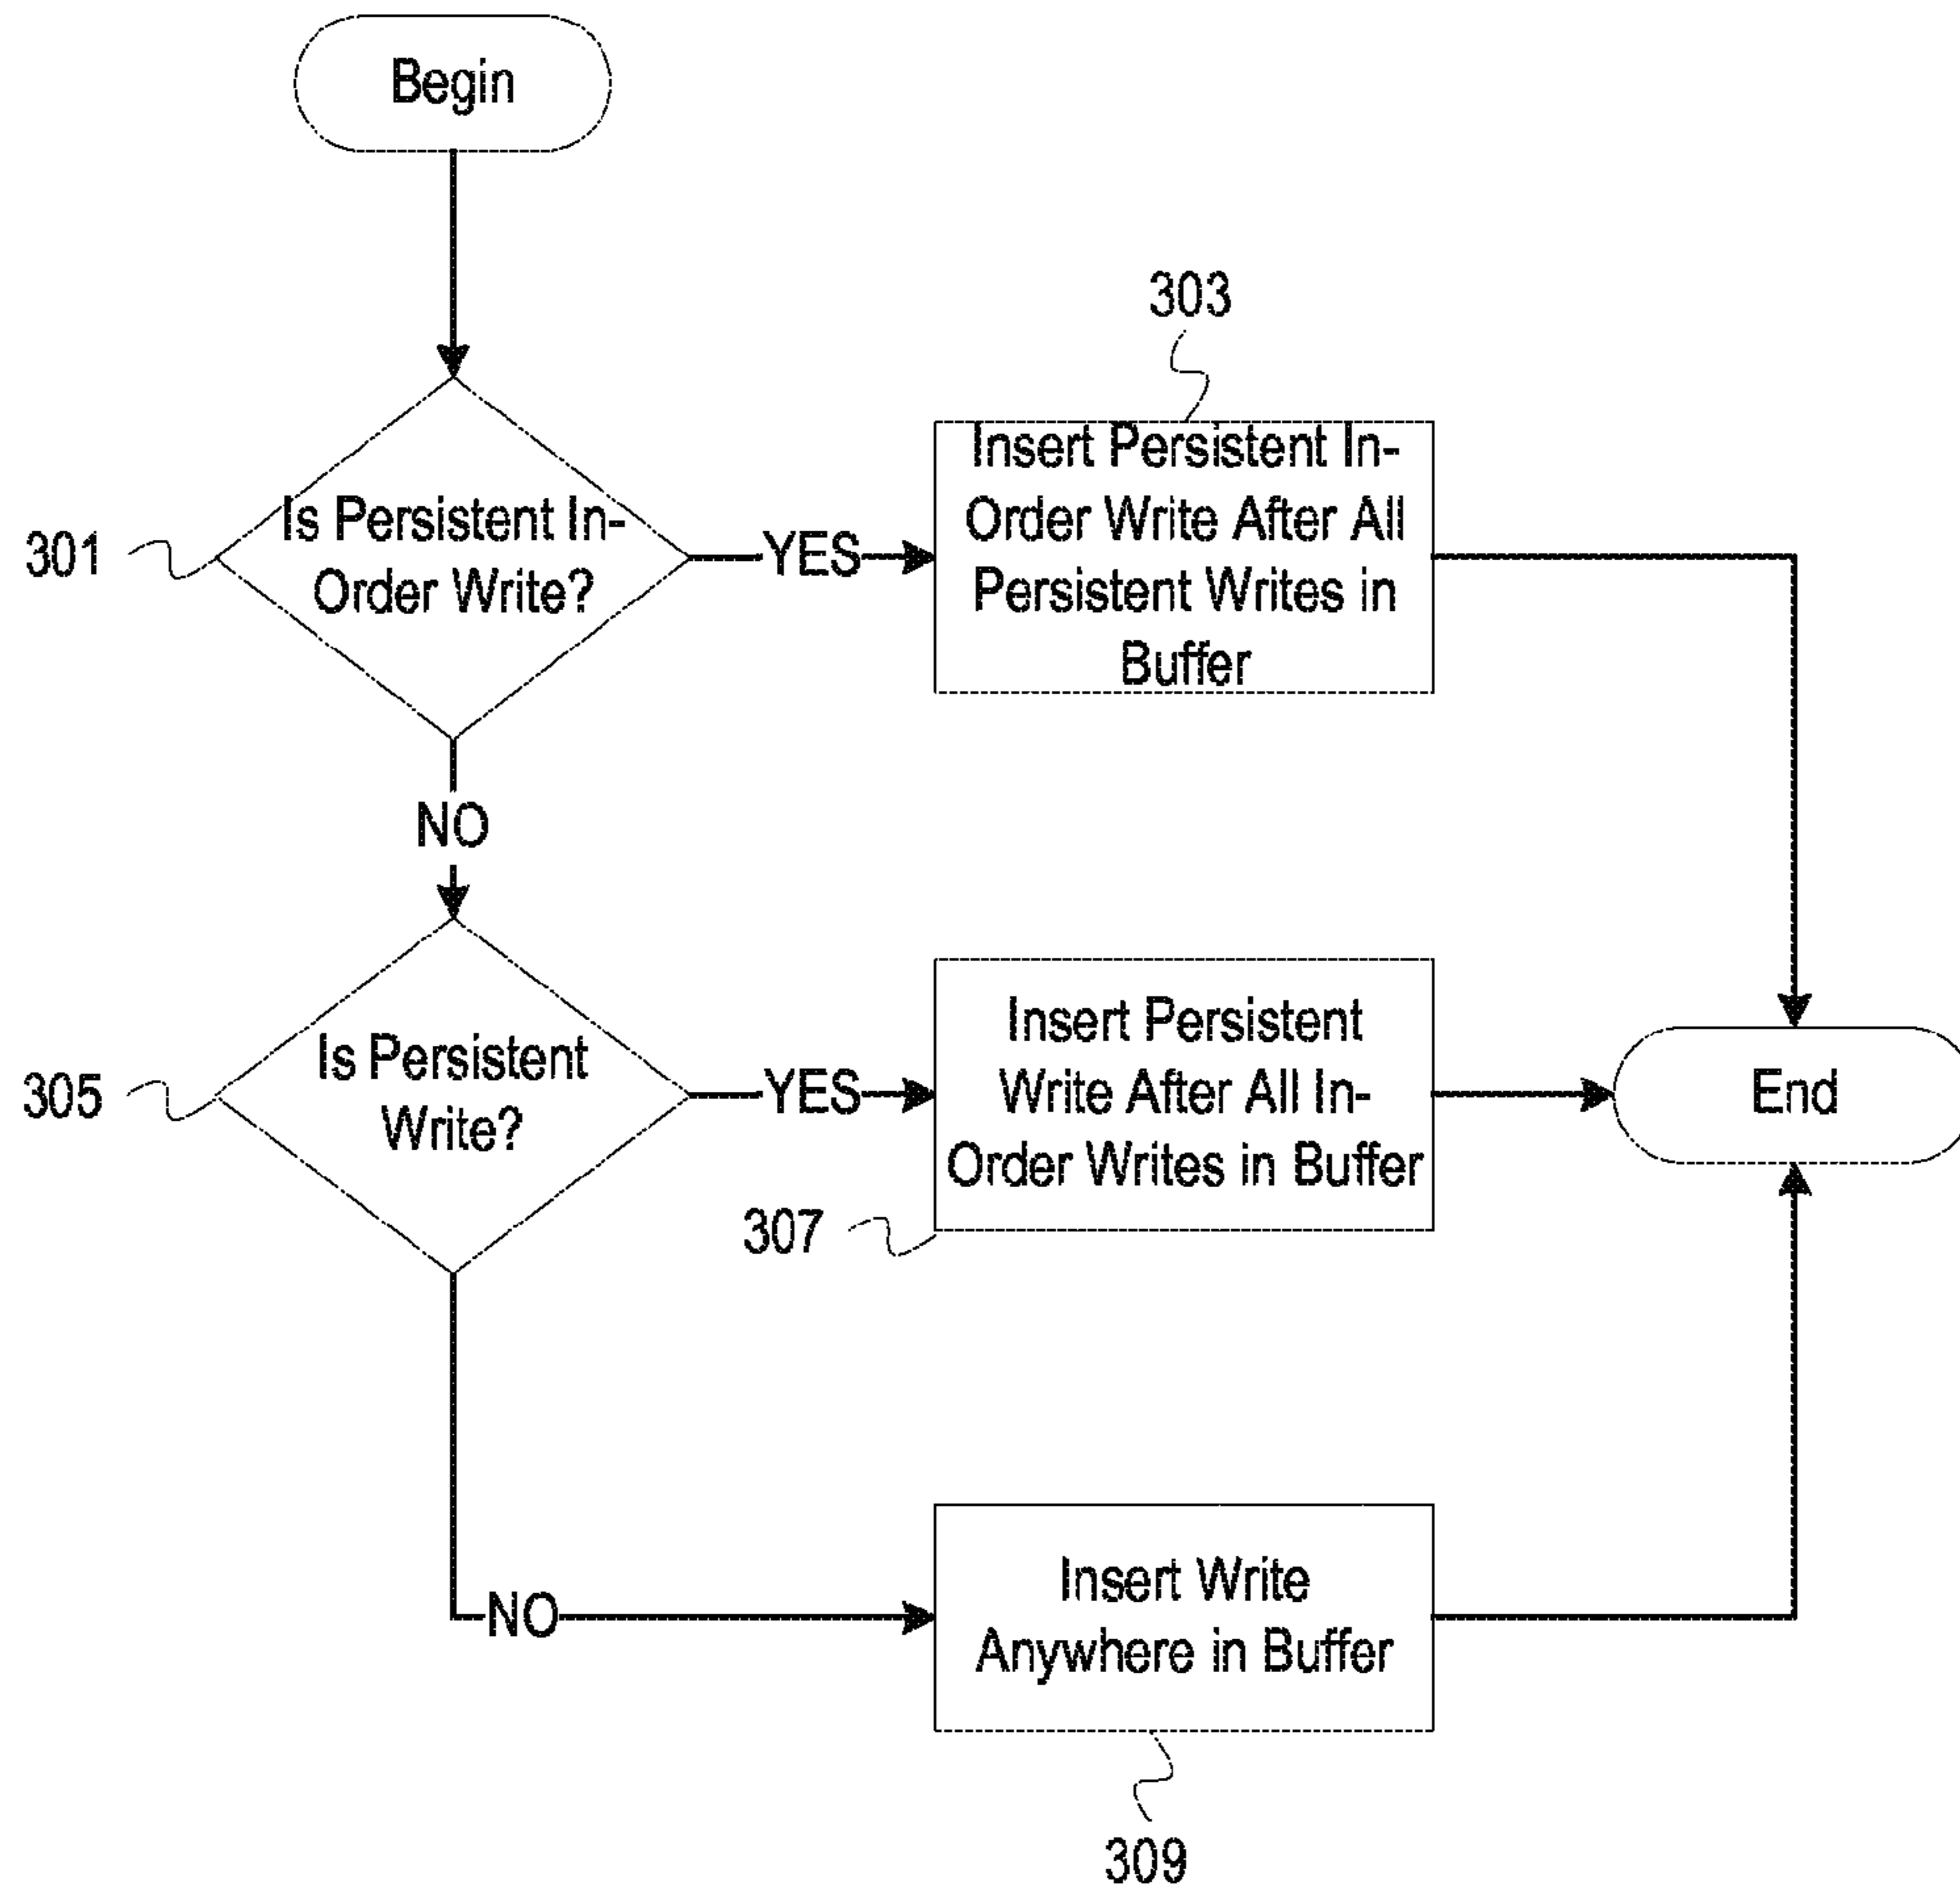 Begin
303
Insert Persistent In-
Order Write After All
Persistent Writes in
Buffer
301
Is Persistent In-
Order Write?
YES
NO
305
Is Persistent
Write?
YES
Insert Persistent
Write After All In-
Order Writes in Buffer
End
307
NO
Insert Write
Anywhere in Buffer
309